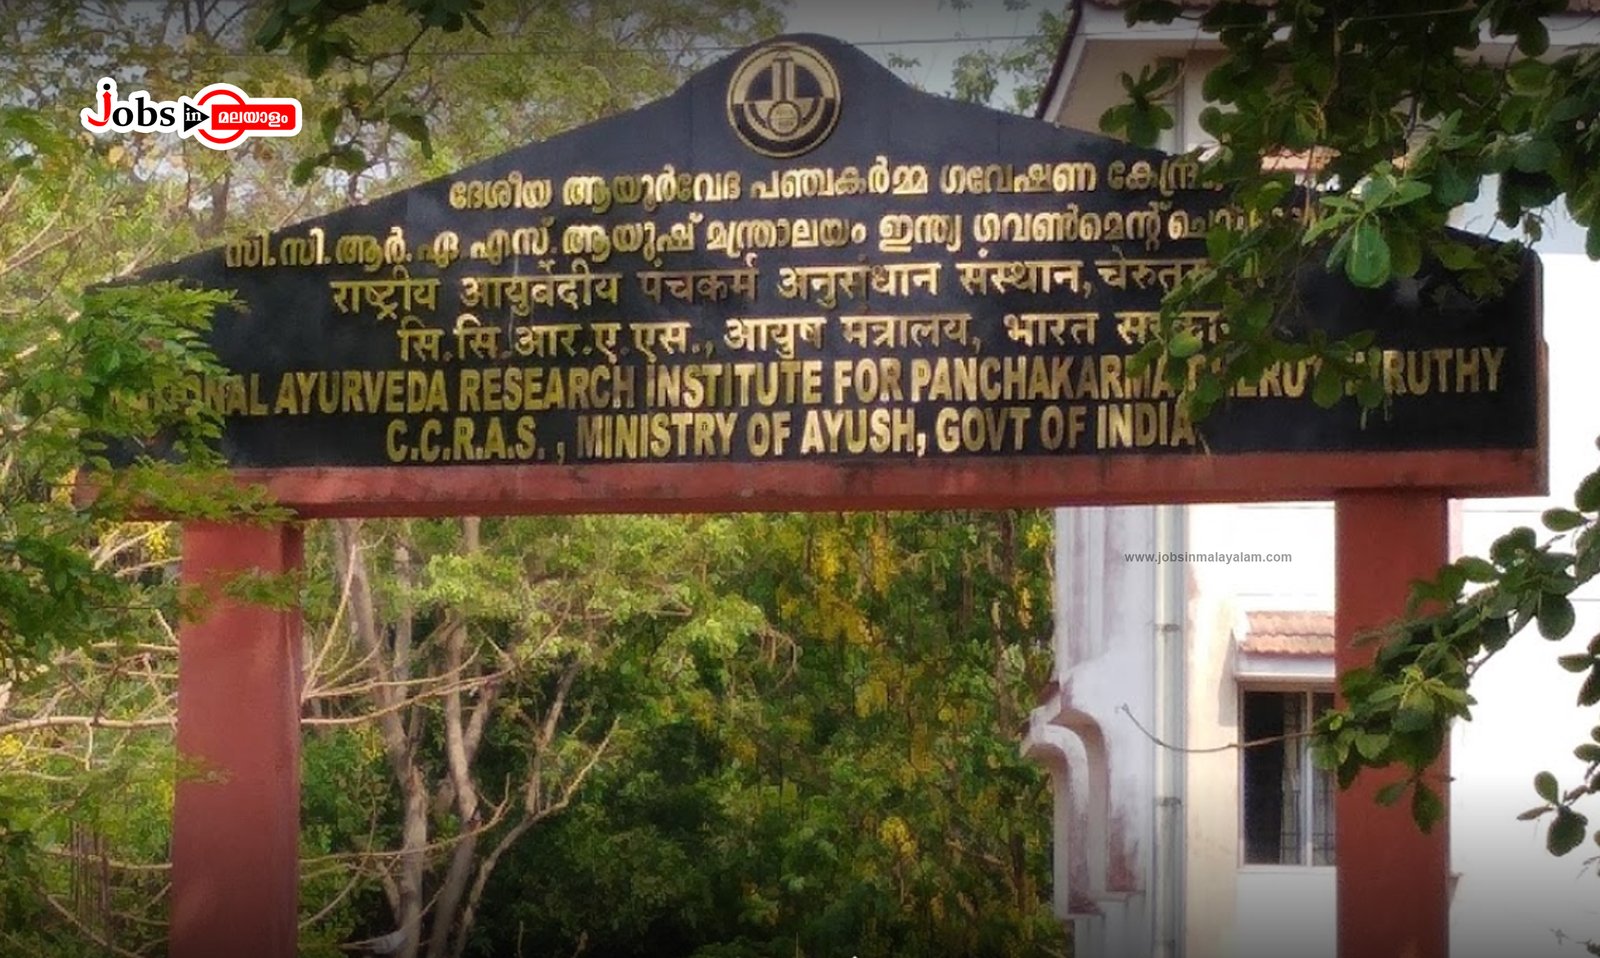 Jobs in മലയാളം
ദേശീയ ആയുർവേദ പഞ്ചകർമ്മ ഗവേഷണ
സി.സി.ആർ.ഏ.എസ്.ആയുഷ് മന്ത്രാലയം ഇന്ത്യ ഗവൺമെന്റ്
राष्ट्रीय आयुर्वेदीय पंचकर्म अनुसंधान संस्थान,
सि.सि.आर.ए.एस., आयुष मंत्रालय, भारत
AYURVEDA RESEARCH INSTITUTE FOR PANCHAKARMA
C.C.R.A.S. , MINISTRY OF AYUSH, GOVT OF INDIA
www.jobsinmalayalam.com